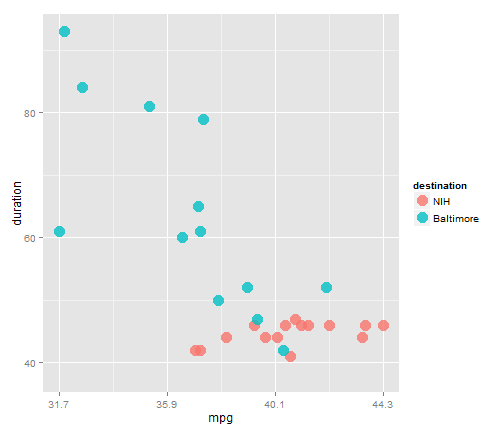 80
60
40
duration
31.7 35.9 40.1 44.3
mpg
destination
NIH
Baltimore